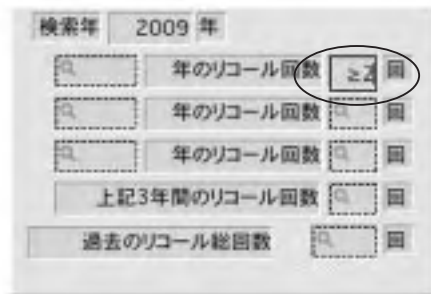 検索年 2009 年
年のリコール回数 ≥2 回
年のリコール回数 回
年のリコール回数 回
上記3年間のリコール回数 回
過去のリコール総回数 回